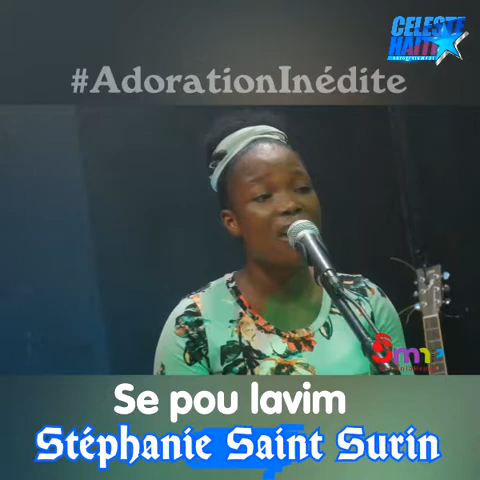 CELESTE
HAITI
#AdorationInédite
Se pou lavim
Stéphanie Saint Surin